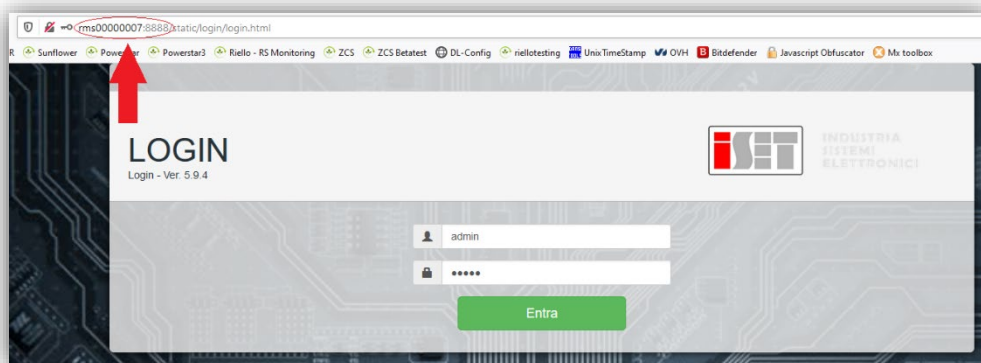 rms00000007:8888/static/login/login.html
R Sunflower Powerstar Powerstar3 Riello - RS Monitoring ZCS ZCS Betatest DL-Config riellotesting UnixTimeStamp OVH Bitdefender Javascript Obfuscator Mx toolbox
LOGIN
Login - Ver. 5.9.4
iSET
INDUSTRIA
SISTEMI
ELETTRONICI
admin
•••••
Entra